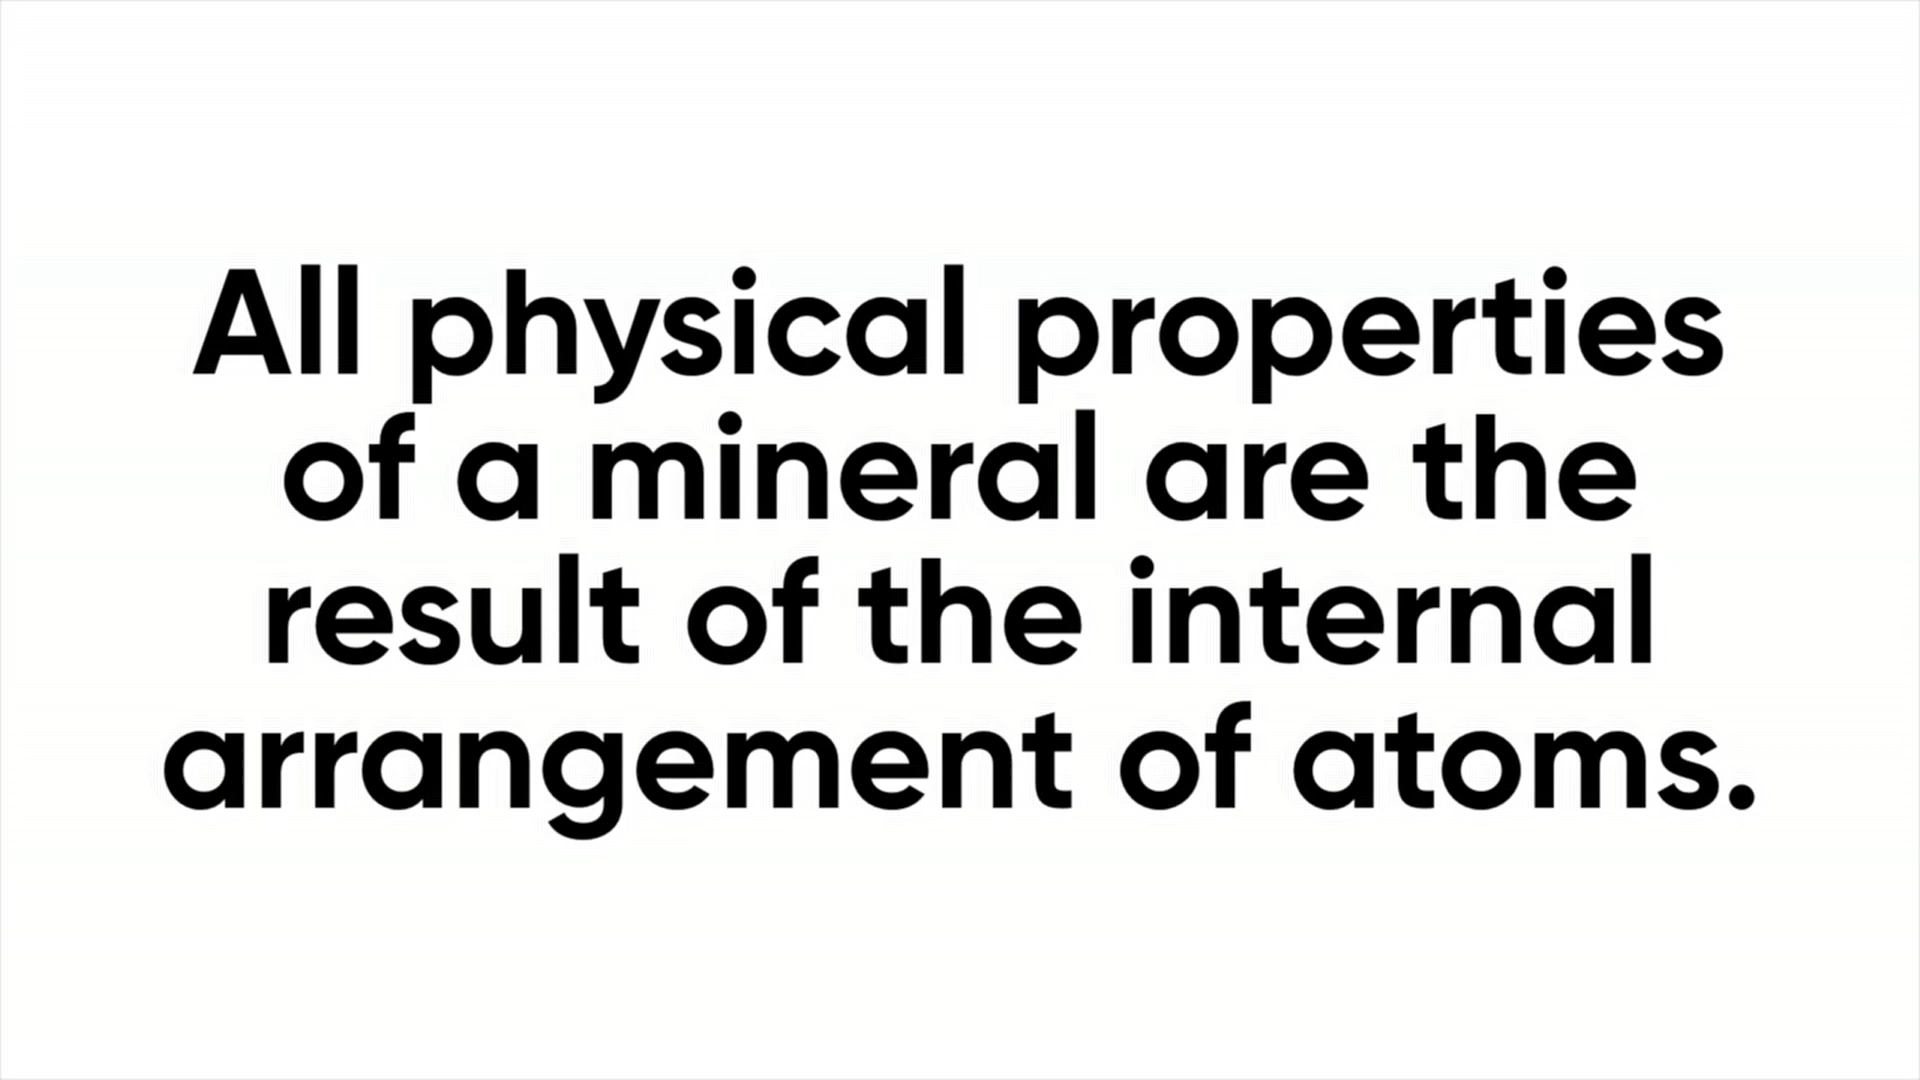 All physical properties
of a mineral are the
result of the internal
arrangement of atoms.